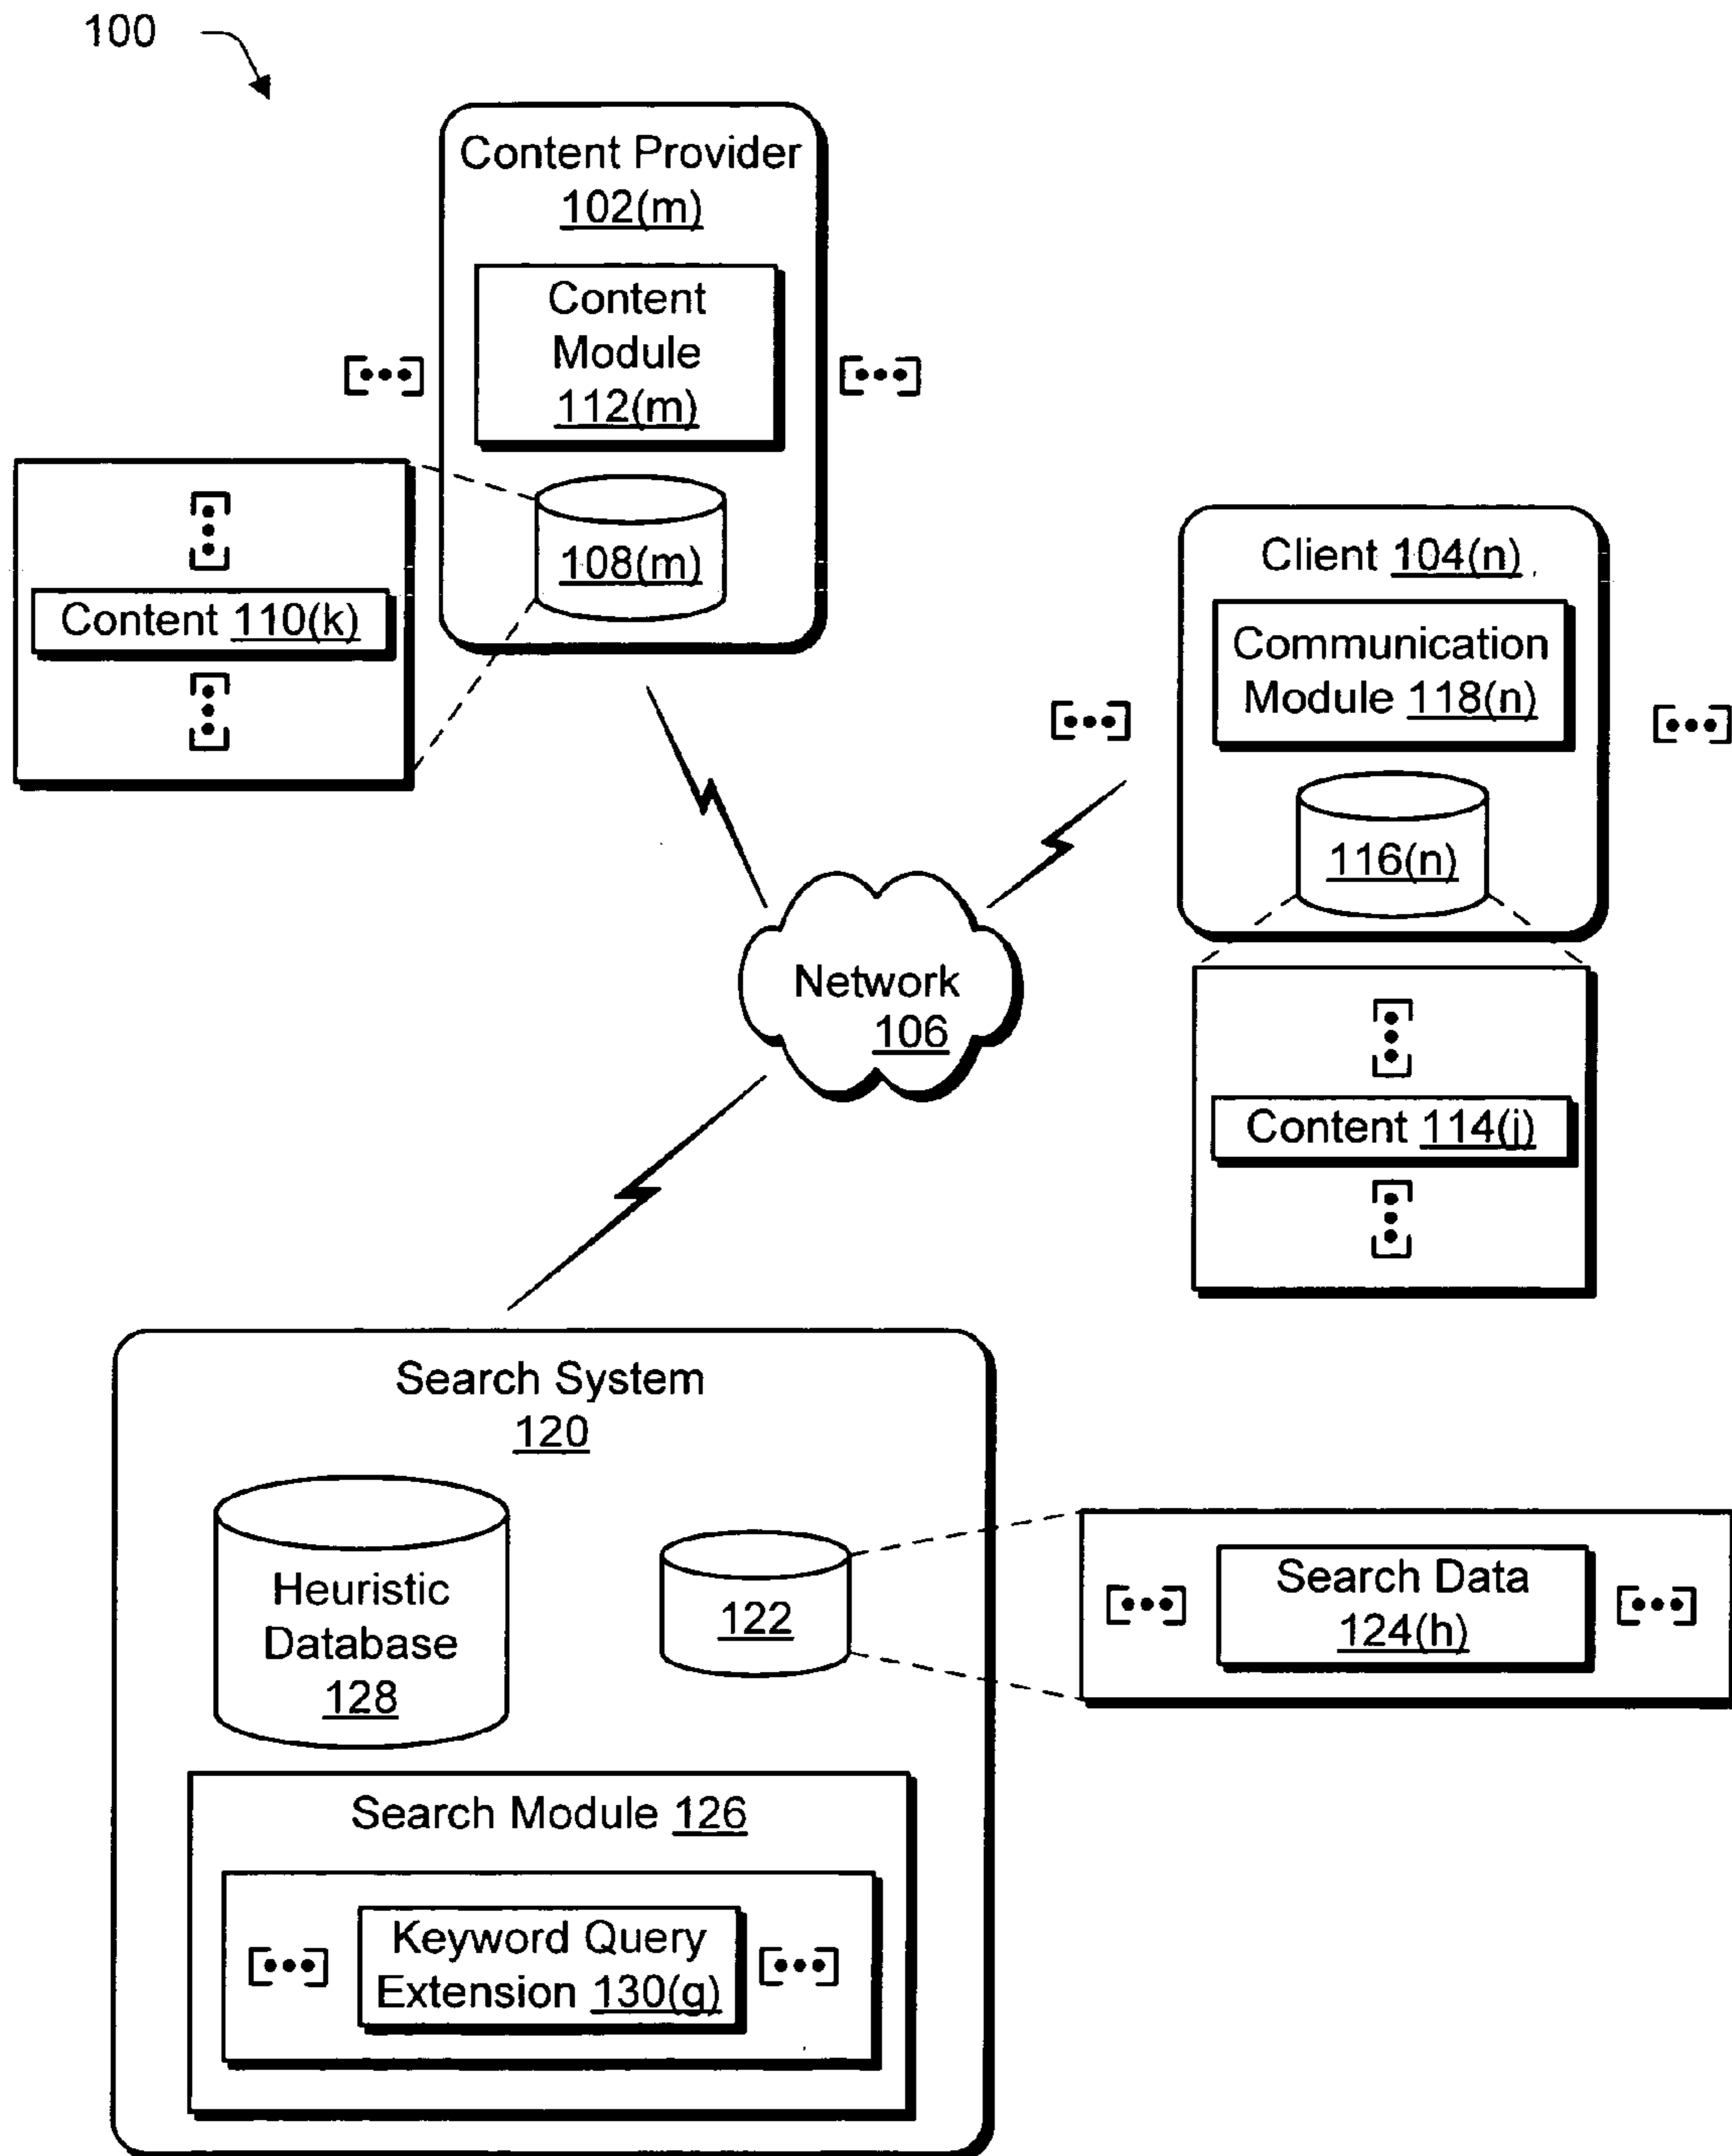 100
Content Provider
102(m)
Content
Module
112(m)
[•••]
[•••]
108(m)
[•••]
Content 110(k)
[•••]
Client 104(n)
Communication
Module 118(n)
[•••]
[•••]
116(n)
Network
106
[•••]
Content 114(j)
[•••]
Search System
120
Heuristic
Database
128
122
[•••]
Search Data
124(h)
[•••]
Search Module 126
[•••]
Keyword Query
Extension 130(g)
[•••]